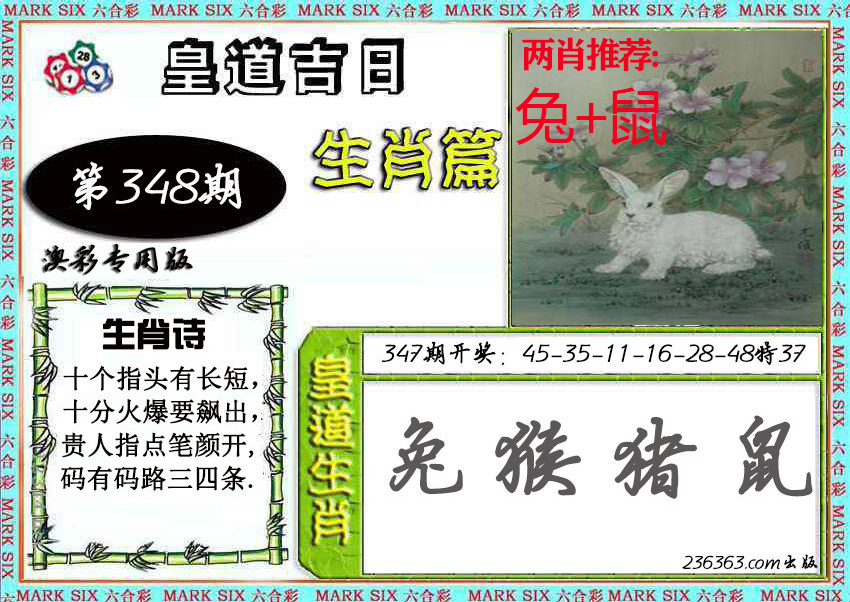 MARK SIX 六合彩 MARK SIX 六合彩 MARK SIX 六合彩 MARK SIX 六合彩 MARK SIX 六合彩 MARK SIX 六合彩
皇道吉日
生肖篇
第348期
澳彩专用版
两肖推荐:
兔+鼠
生肖诗
十个指头有长短，
十分火爆要飙出，
贵人指点笔颜开，
码有码路三四条.
皇道生肖
347期开奖：45-35-11-16-28-48特37
兔 猴 猪 鼠
236363.com出版
MARK SIX 六合彩 MARK SIX 六合彩 MARK SIX 六合彩 MARK SIX 六合彩 MARK SIX 六合彩 MARK SIX